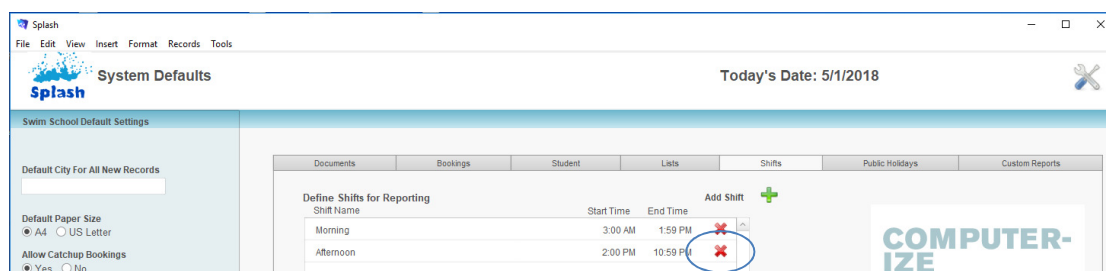 Splash
File Edit View Insert Format Records Tools
Splash
System Defaults
Today's Date: 5/1/2018
Swim School Default Settings
Documents Bookings Student Lists Shifts Public Holidays Custom Reports
Default City For All New Records
Define Shifts for Reporting
Add Shift
Shift Name Start Time End Time
Default Paper Size
A4 US Letter
Morning 3:00 AM 1:59 PM
Afternoon 2:00 PM 10:59 PM
Allow Catchup Bookings
Yes No
COMPUTER-
IZE